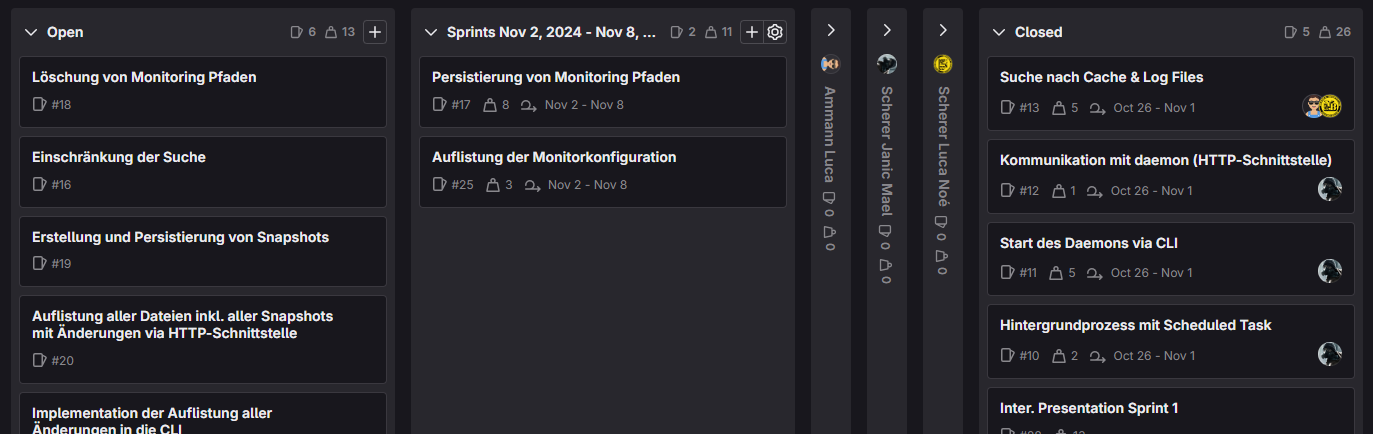 Open
6
13
Löschung von Monitoring Pfaden
#18
Einschränkung der Suche
#16
Erstellung und Persistierung von Snapshots
#19
Auflistung aller Dateien inkl. aller Snapshots
mit Änderungen via HTTP-Schnittstelle
#20
Implementation der Auflistung aller
Änderungen in die CLI
Sprints Nov 2, 2024 - Nov 8, ...
2
11
Persistierung von Monitoring Pfaden
#17 8 Nov 2 - Nov 8
Auflistung der Monitorkonfiguration
#25 3 Nov 2 - Nov 8
Ammann Luca 0 0
Scherer Janic Mael 0 0
Scherer Luca Noé 0 0
Closed
5
26
Suche nach Cache & Log Files
#13 5 Oct 26 - Nov 1
Kommunikation mit daemon (HTTP-Schnittstelle)
#12 1 Oct 26 - Nov 1
Start des Daemons via CLI
#11 5 Oct 26 - Nov 1
Hintergrundprozess mit Scheduled Task
#10 2 Oct 26 - Nov 1
Inter. Presentation Sprint 1